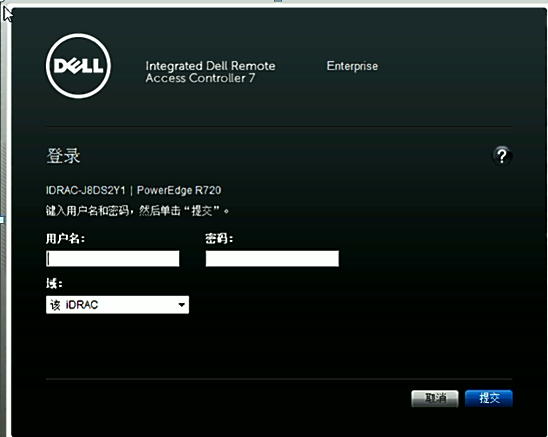 DELL
Integrated Dell Remote
Access Controller 7
Enterprise
登录
?
IDRAC-J8DS2Y1 | PowerEdge R720
键入用户名和密码，然后单击“提交”。
用户名： 密码：
域：
该 iDRAC
取消 提交